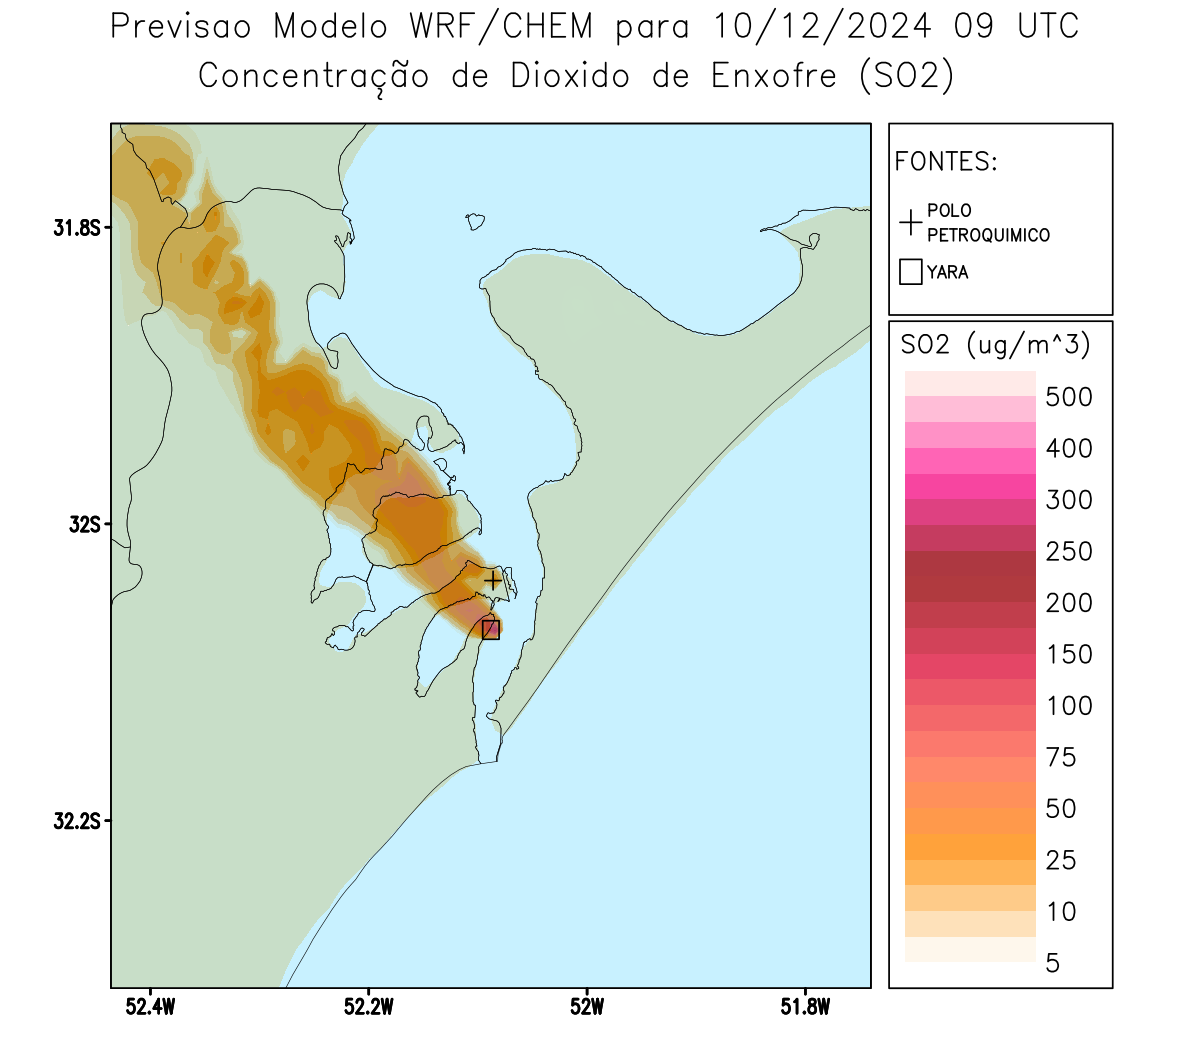 Previsao Modelo WRF/CHEM para 10/12/2024 09 UTC
Concentração de Dioxido de Enxofre (SO2)
FONTES:
POLO
PETROQUIMICO
YARA
SO2 (ug/m^3)
500
400
300
250
200
150
100
75
50
25
10
5
31.8S
32S
32.2S
52.4W
52.2W
52W
51.8W